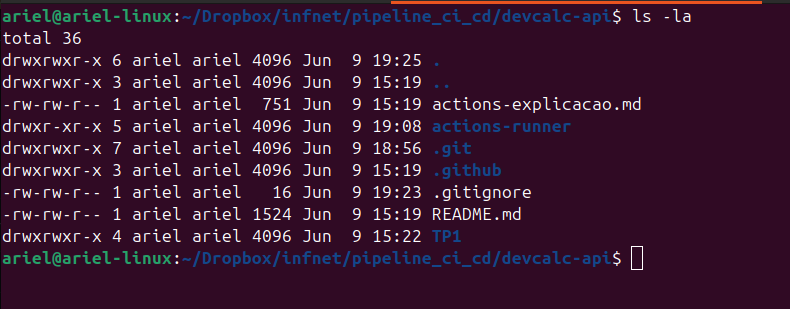 ariel@ariel-linux:~/Dropbox/infnet/pipeline_ci_cd/devcalc-api$ ls -la
total 36
drwxrwxr-x 6 ariel ariel 4096 Jun  9 19:25 .
drwxrwxr-x 3 ariel ariel 4096 Jun  9 15:19 ..
-rw-rw-r-- 1 ariel ariel  751 Jun  9 15:19 actions-explicacao.md
drwxr-xr-x 5 ariel ariel 4096 Jun  9 19:08 actions-runner
drwxrwxr-x 7 ariel ariel 4096 Jun  9 18:56 .git
drwxrwxr-x 3 ariel ariel 4096 Jun  9 15:19 .github
-rw-rw-r-- 1 ariel ariel   16 Jun  9 19:23 .gitignore
-rw-rw-r-- 1 ariel ariel 1524 Jun  9 15:19 README.md
drwxrwxr-x 4 ariel ariel 4096 Jun  9 15:22 TP1
ariel@ariel-linux:~/Dropbox/infnet/pipeline_ci_cd/devcalc-api$